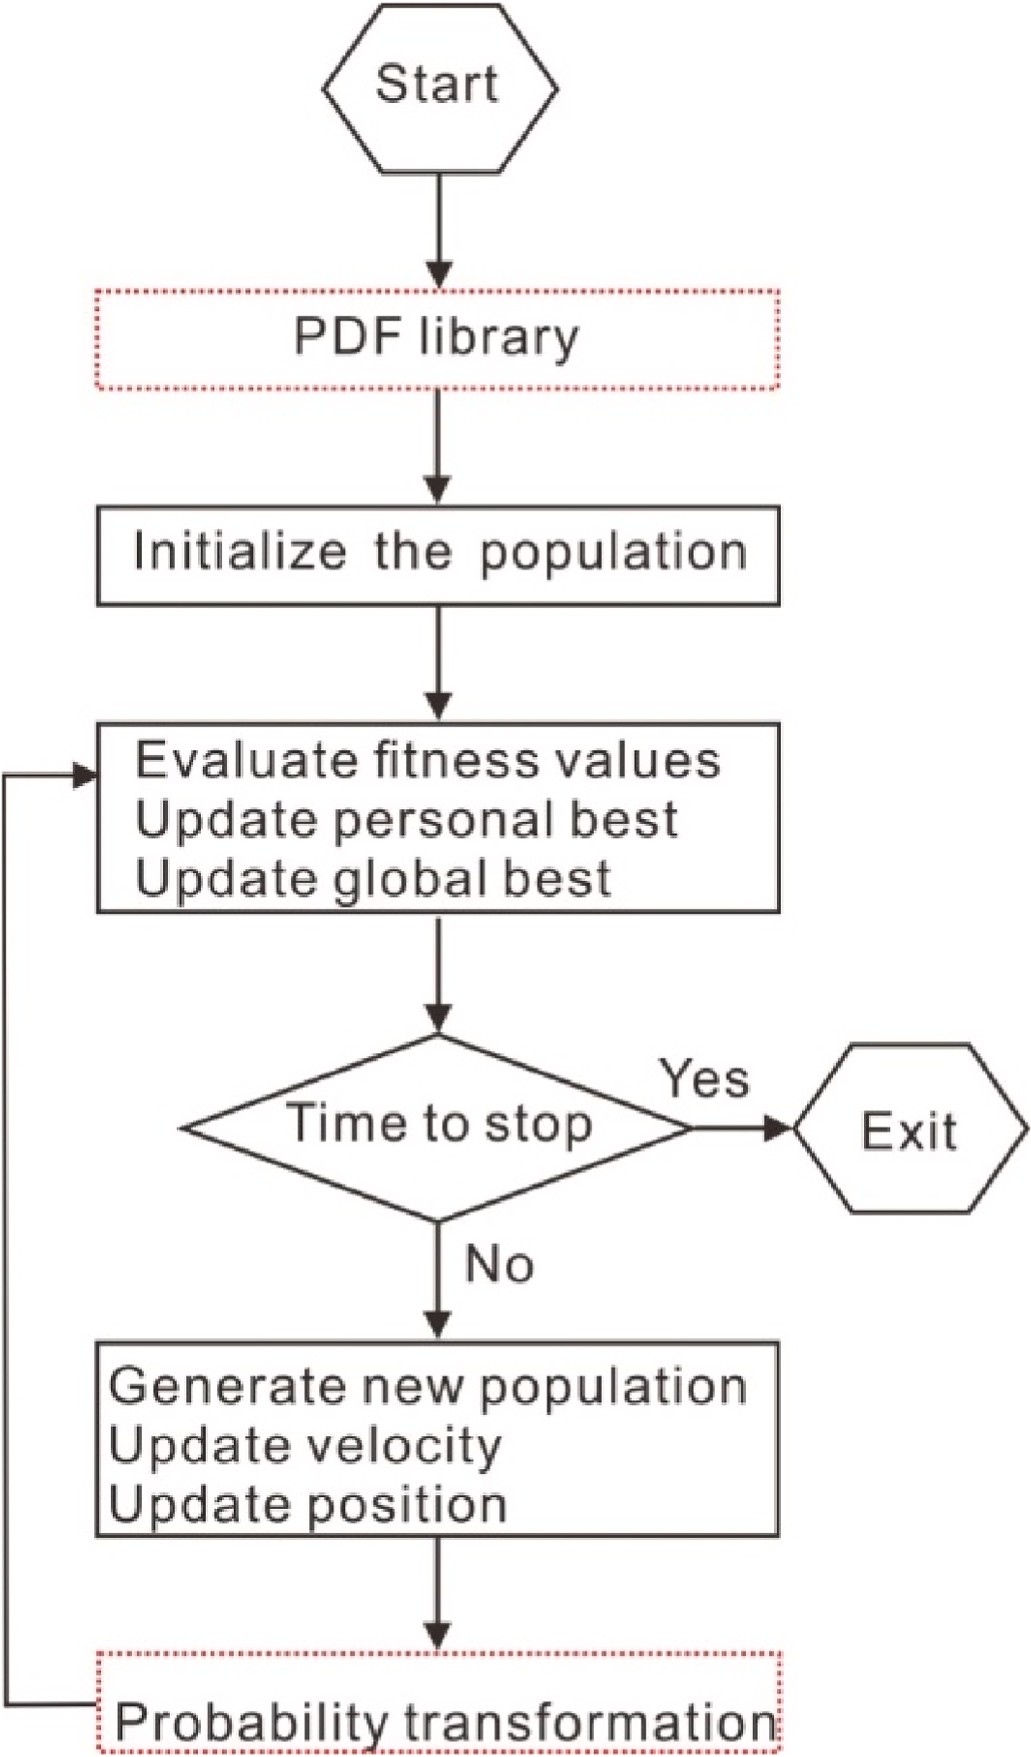 Start
PDF library
Initialize the population
Evaluate fitness values
Update personal best
Update global best
Time to stop
Yes
Exit
No
Generate new population
Update velocity
Update position
Probability transformation